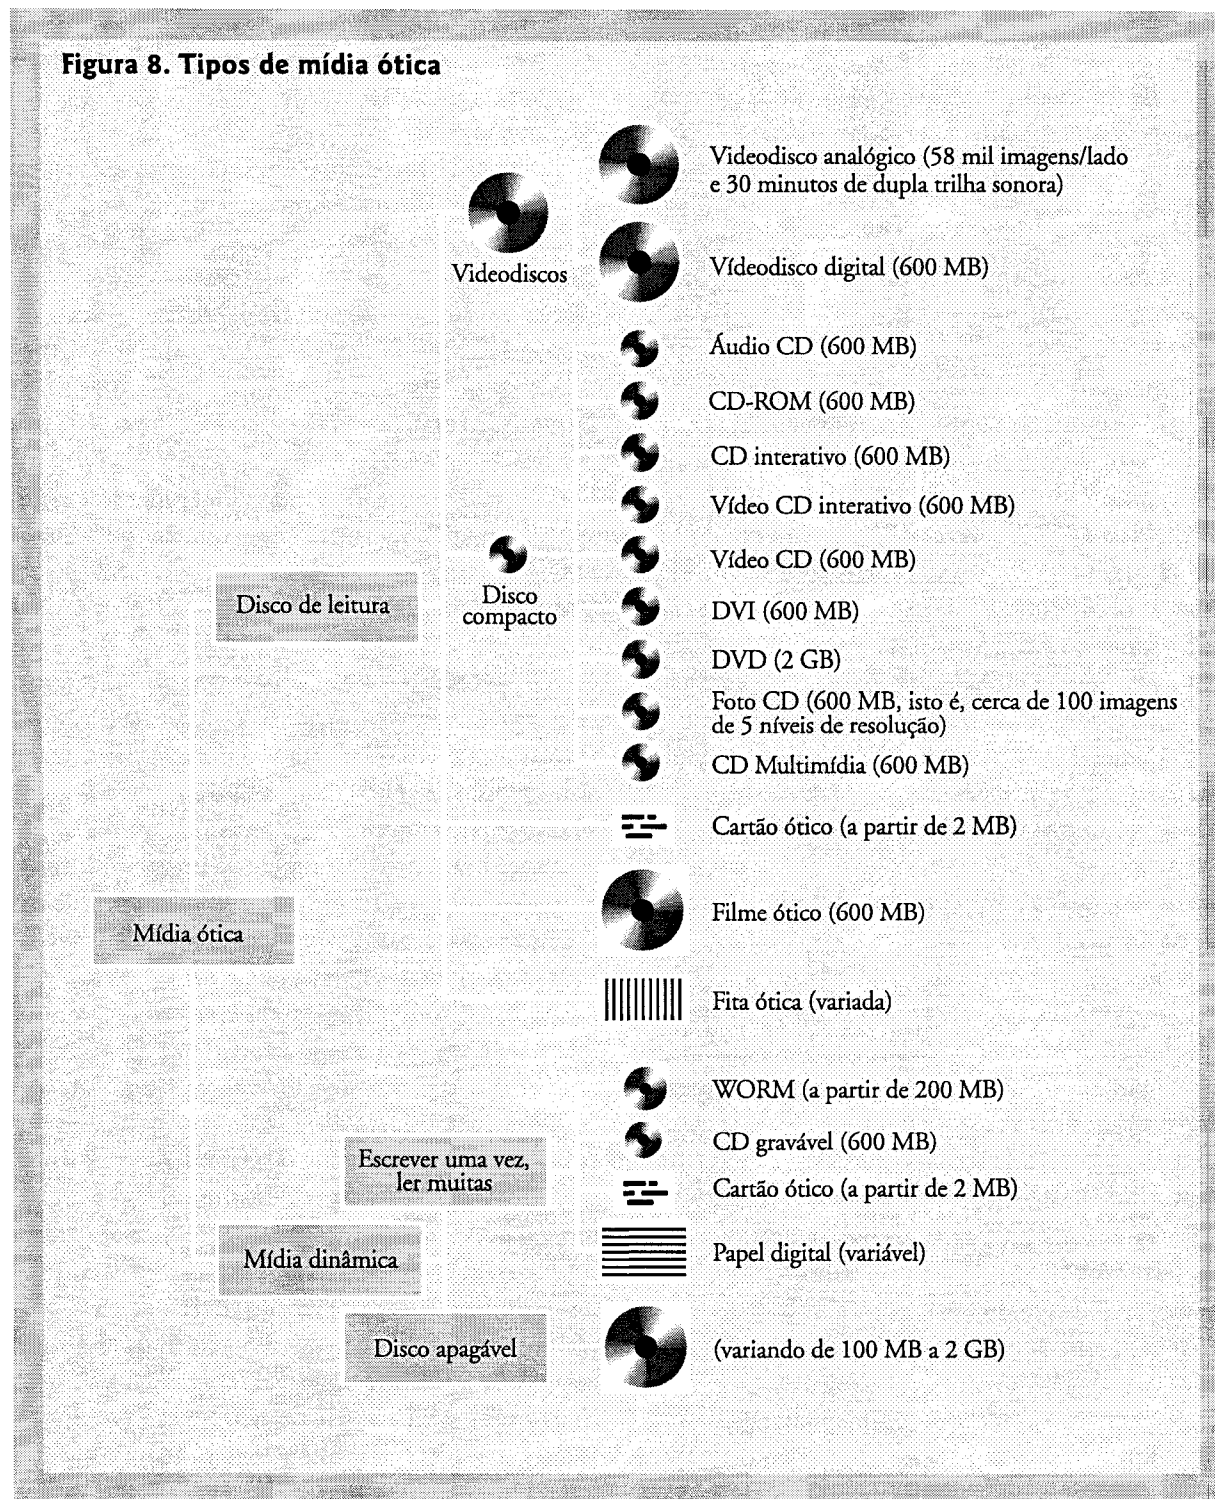 Figura 8. Tipos de mídia ótica
Videodisco analógico (58 mil imagens/lado
e 30 minutos de dupla trilha sonora)
Videodiscos
Vídeodisco digital (600 MB)
Áudio CD (600 MB)
CD-ROM (600 MB)
CD interativo (600 MB)
Vídeo CD interativo (600 MB)
Vídeo CD (600 MB)
Disco de leitura
Disco
compacto
DVI (600 MB)
DVD (2 GB)
Foto CD (600 MB, isto é, cerca de 100 imagens
de 5 níveis de resolução)
CD Multimídia (600 MB)
Cartão ótico (a partir de 2 MB)
Mídia ótica
Filme ótico (600 MB)
Fita ótica (variada)
WORM (a partir de 200 MB)
CD gravável (600 MB)
Escrever uma vez,
ler muitas
Cartão ótico (a partir de 2 MB)
Mídia dinâmica
Papel digital (variável)
Disco apagável
(variando de 100 MB a 2 GB)